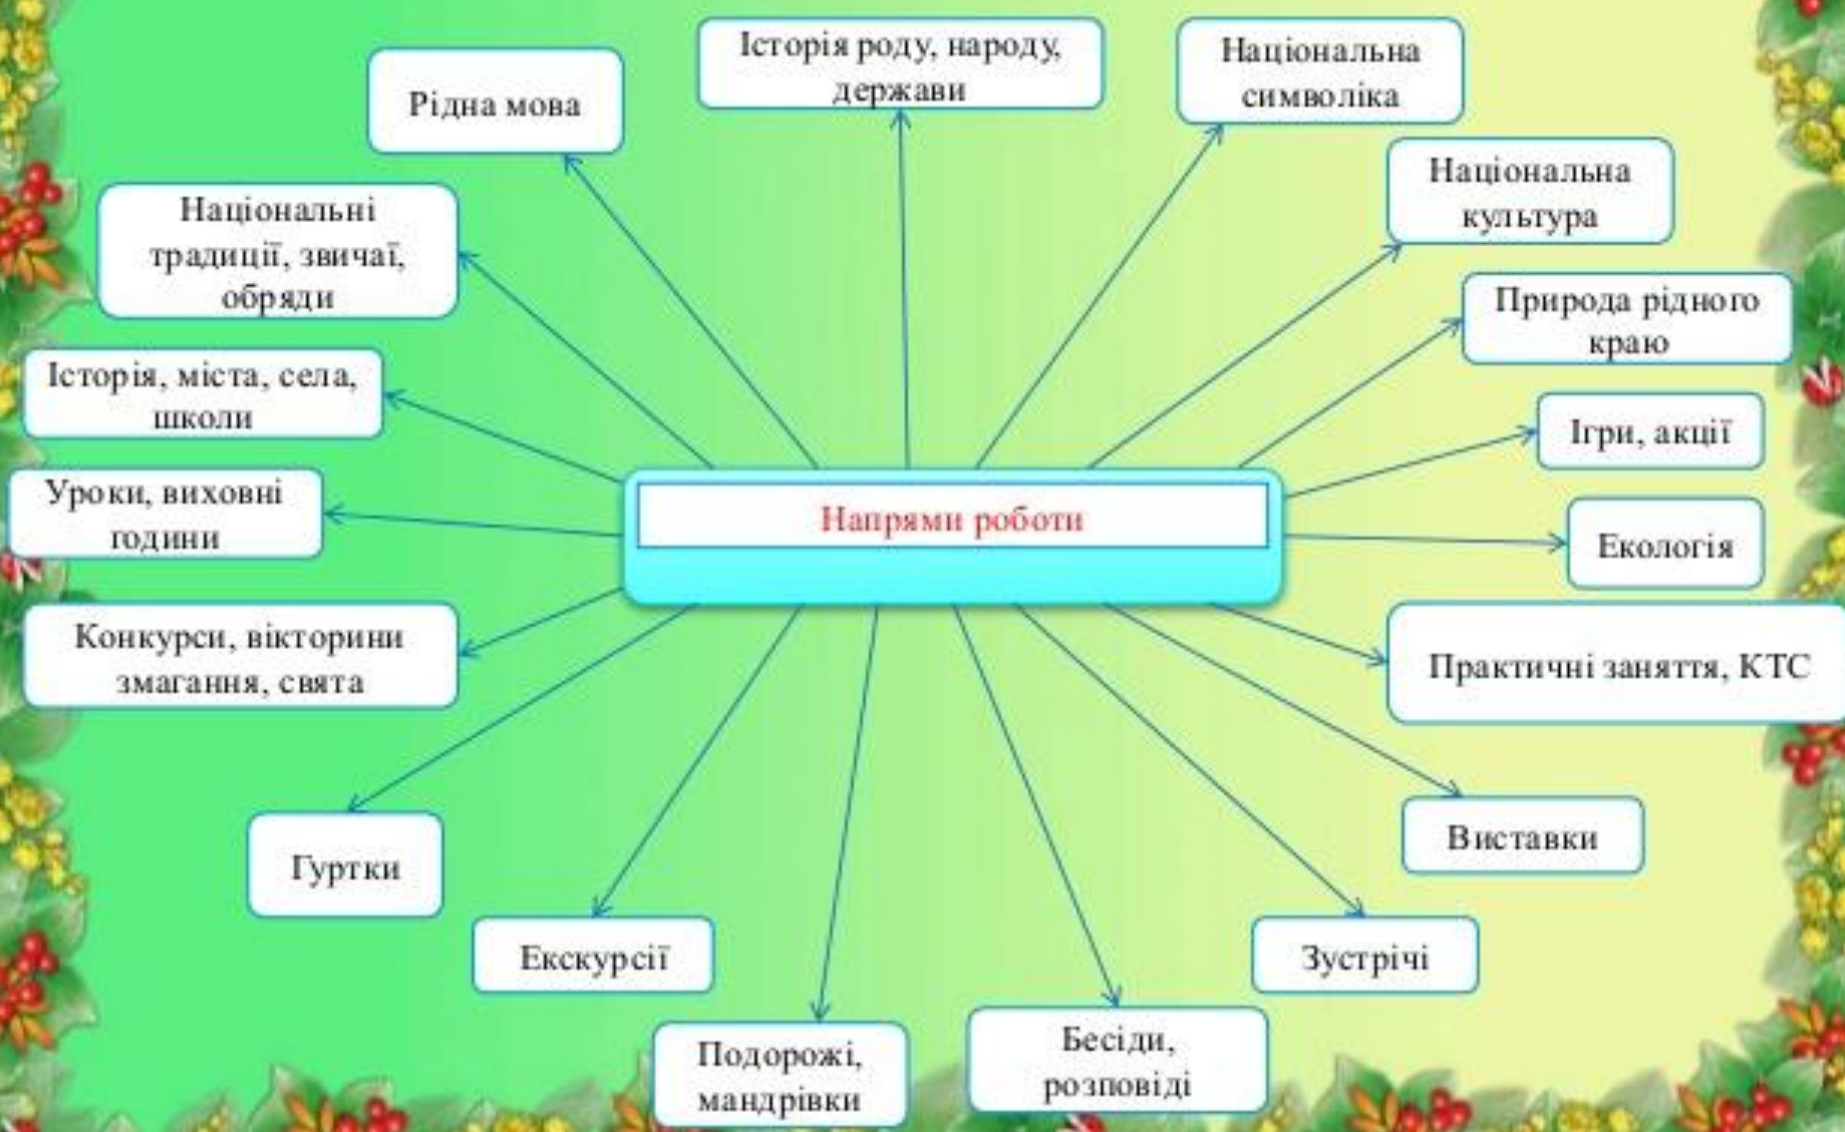 Історія роду, народу,
держави
Національна
символіка
Рідна мова
Національна
культура
Національні
традиції, звичаї,
обряди
Природа рідного
краю
Історія, міста, села,
школи
Ігри, акції
Уроки, виховні
години
Напрями роботи
Екологія
Конкурси, вікторини
змагання, свята
Практичні заняття, КТС
Гуртки
Виставки
Екскурсії
Зустрічі
Подорожі,
мандрівки
Бесіди,
розповіді